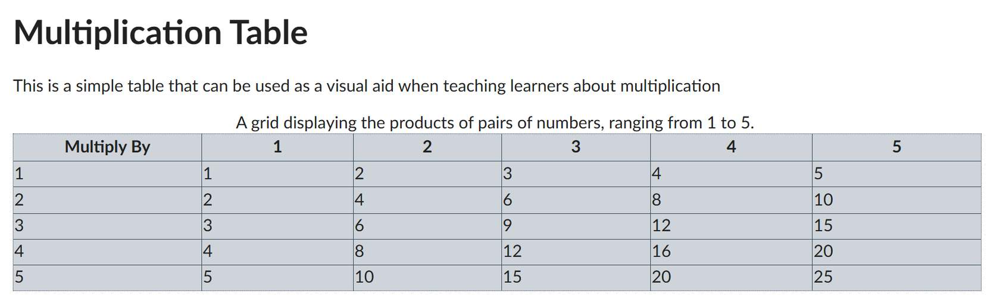 Multiplication Table
This is a simple table that can be used as a visual aid when teaching learners about multiplication
A grid displaying the products of pairs of numbers, ranging from 1 to 5.
Multiply By 1 2 3 4 5
1 1 2 3 4 5
2 2 4 6 8 10
3 3 6 9 12 15
4 4 8 12 16 20
5 5 10 15 20 25